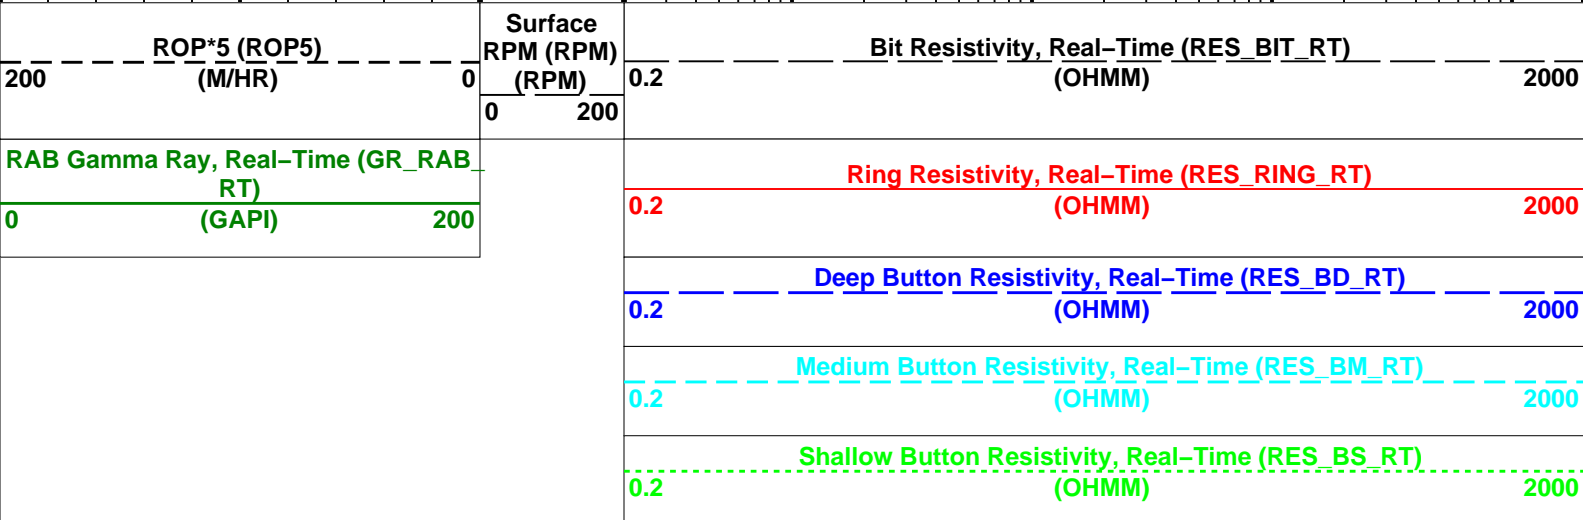 ROP*5 (ROP5)
200 (M/HR) 0
Surface
RPM (RPM)
(RPM)
0 200
Bit Resistivity, Real−Time (RES_BIT_RT)
0.2 (OHMM) 2000
RAB Gamma Ray, Real−Time (GR_RAB_
RT)
0 (GAPI) 200
Ring Resistivity, Real−Time (RES_RING_RT)
0.2 (OHMM) 2000
Deep Button Resistivity, Real−Time (RES_BD_RT)
0.2 (OHMM) 2000
Medium Button Resistivity, Real−Time (RES_BM_RT)
0.2 (OHMM) 2000
Shallow Button Resistivity, Real−Time (RES_BS_RT)
0.2 (OHMM) 2000